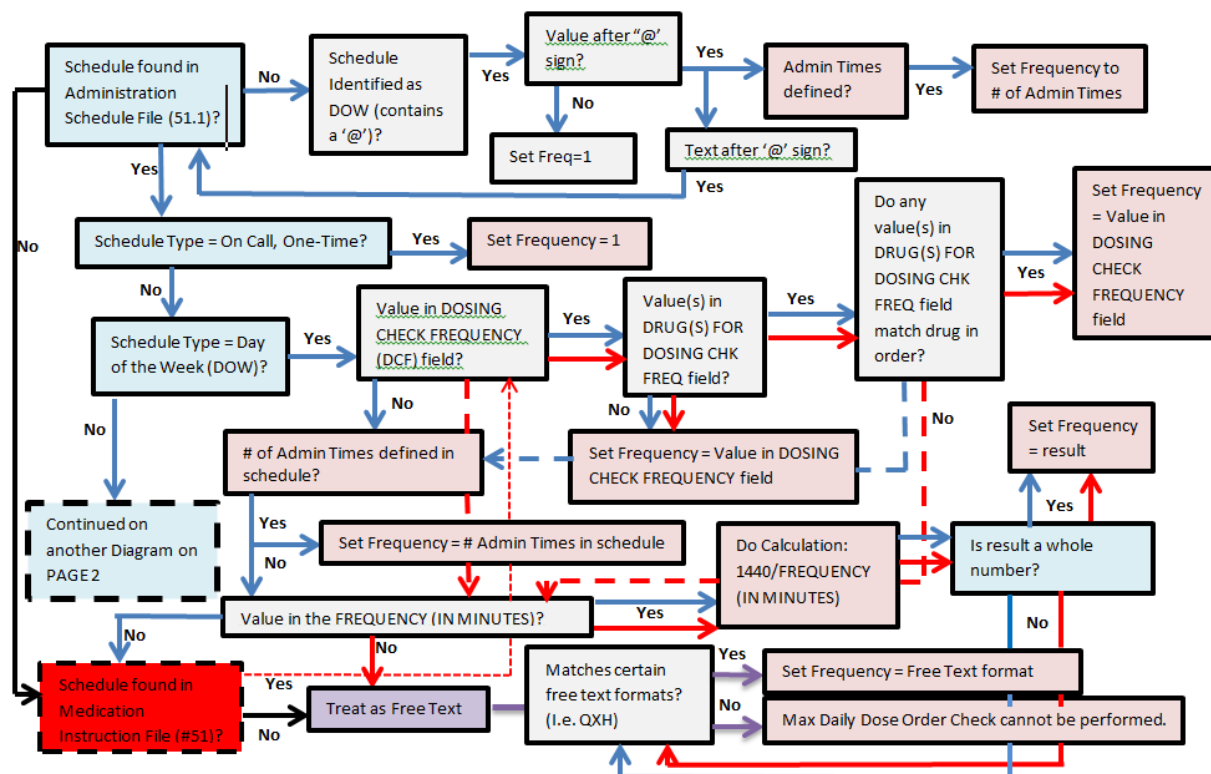 Schedule found in
Administration
Schedule File (51.1)?
No
Schedule
Identified as
DOW (contains
a '@')?
Yes
Value after "@'
sign?
Yes
Admin Times
defined?
Yes
Set Frequency to
# of Admin Times
No
Set Freq=1
Text after '@' sign?
Yes
Yes
No
Schedule Type = On Call, One-Time?
Yes
Set Frequency = 1
No
Schedule Type = Day
of the Week (DOW)?
Yes
Value in DOSING
CHECK FREQUENCY
(DCF) field?
Yes
Value(s) in
DRUG(S) FOR
DOSING CHK
FREQ field?
Yes
Do any
value(s) in
DRUG(S) FOR
DOSING CHK
FREQ field
match drug in
order?
Yes
Set Frequency
= Value in
DOSING
CHECK
FREQUENCY
field
No
No
No
No
# of Admin Times defined in
schedule?
Set Frequency = Value in DOSING
CHECK FREQUENCY field
Set Frequency
= result
Continued on
another Diagram on
PAGE 2
Yes
No
Set Frequency = # Admin Times in schedule
Do Calculation:
1440/FREQUENCY
(IN MINUTES)
Yes
Is result a whole
number?
Value in the FREQUENCY (IN MINUTES)?
Yes
No
No
No
Schedule found in
Medication
Instruction File (#51)?
Yes
No
Treat as Free Text
Matches certain
free text formats?
(I.e. QXH)
Yes
Set Frequency = Free Text format
No
Max Daily Dose Order Check cannot be performed.